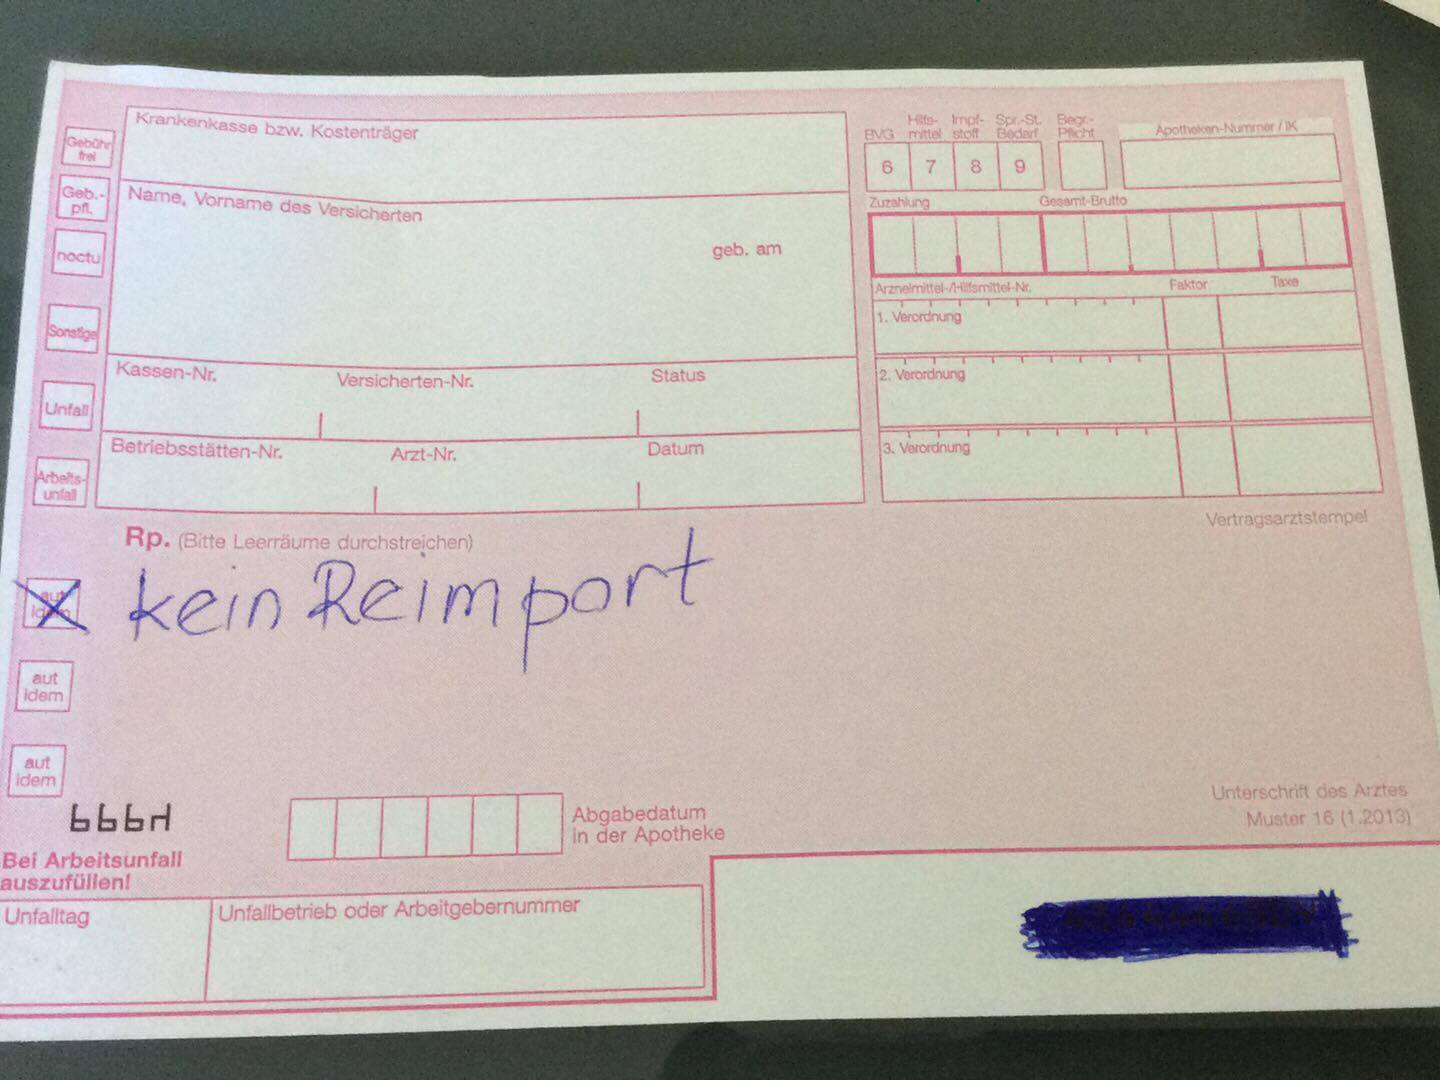 Krankenkasse bzw. Kostenträger
Name, Vorname des Versicherten
geb. am
Kassen-Nr. Versicherten-Nr. Status
Betriebsstätten-Nr. Arzt-Nr. Datum
Gebühr frei
Geb.-pfl.
noctu
Sonstige
Unfall
Arbeits-unfall
BVG Hilfs-mittel Impf-stoff Spr.-St. Bedarf Begr.-Pflicht Apotheken-Nummer / IK
6 7 8 9
Zuzahlung Gesamt-Brutto
Arzneimittel-/Hilfsmittel-Nr. Faktor Taxe
1. Verordnung
2. Verordnung
3. Verordnung
Vertragsarztstempel
Rp. (Bitte Leerräume durchstreichen)
aut idem
kein Reimport
aut idem
aut idem
Abgabedatum
in der Apotheke
Unterschrift des Arztes
Muster 16 (1.2013)
Bei Arbeitsunfall
auszufüllen!
Unfalltag Unfallbetrieb oder Arbeitgebernummer